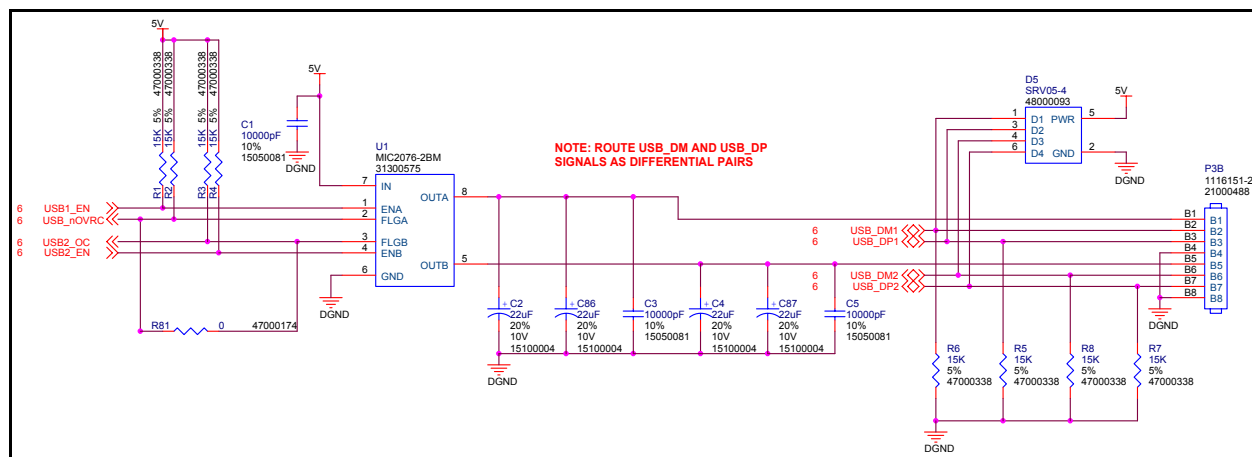 5V
47000338
47000338
47000338
47000338
15K 5%
15K 5%
15K 5%
15K 5%
R1
R2
R3
R4
5V
C1
10000pF
10%
15050081
DGND
U1
MIC2076-2BM
31300575
7 IN
1 ENA
2 FLGA
3 FLGB
4 ENB
6 GND
OUTA 8
OUTB 5
6 USB1_EN
6 USB_nOVRC
6 USB2_OC
6 USB2_EN
DGND
R81 0 47000174
NOTE: ROUTE USB_DM AND USB_DP
SIGNALS AS DIFFERENTIAL PAIRS
C2
22uF
20%
10V
15100004
C86
22uF
20%
10V
15100004
C3
10000pF
10%
15050081
C4
22uF
20%
10V
15100004
C87
22uF
20%
10V
15100004
C5
10000pF
10%
15050081
DGND
D5
SRV05-4
48000093
1 D1 PWR 5
3 D2
4 D3
6 D4 GND 2
5V
DGND
6 USB_DM1
6 USB_DP1
6 USB_DM2
6 USB_DP2
P3B
1116151-2
21000488
B1 B1
B2 B2
B3 B3
B4 B4
B5 B5
B6 B6
B7 B7
B8 B8
DGND
R6
15K
5%
47000338
R5
15K
5%
47000338
R8
15K
5%
47000338
R7
15K
5%
47000338
DGND